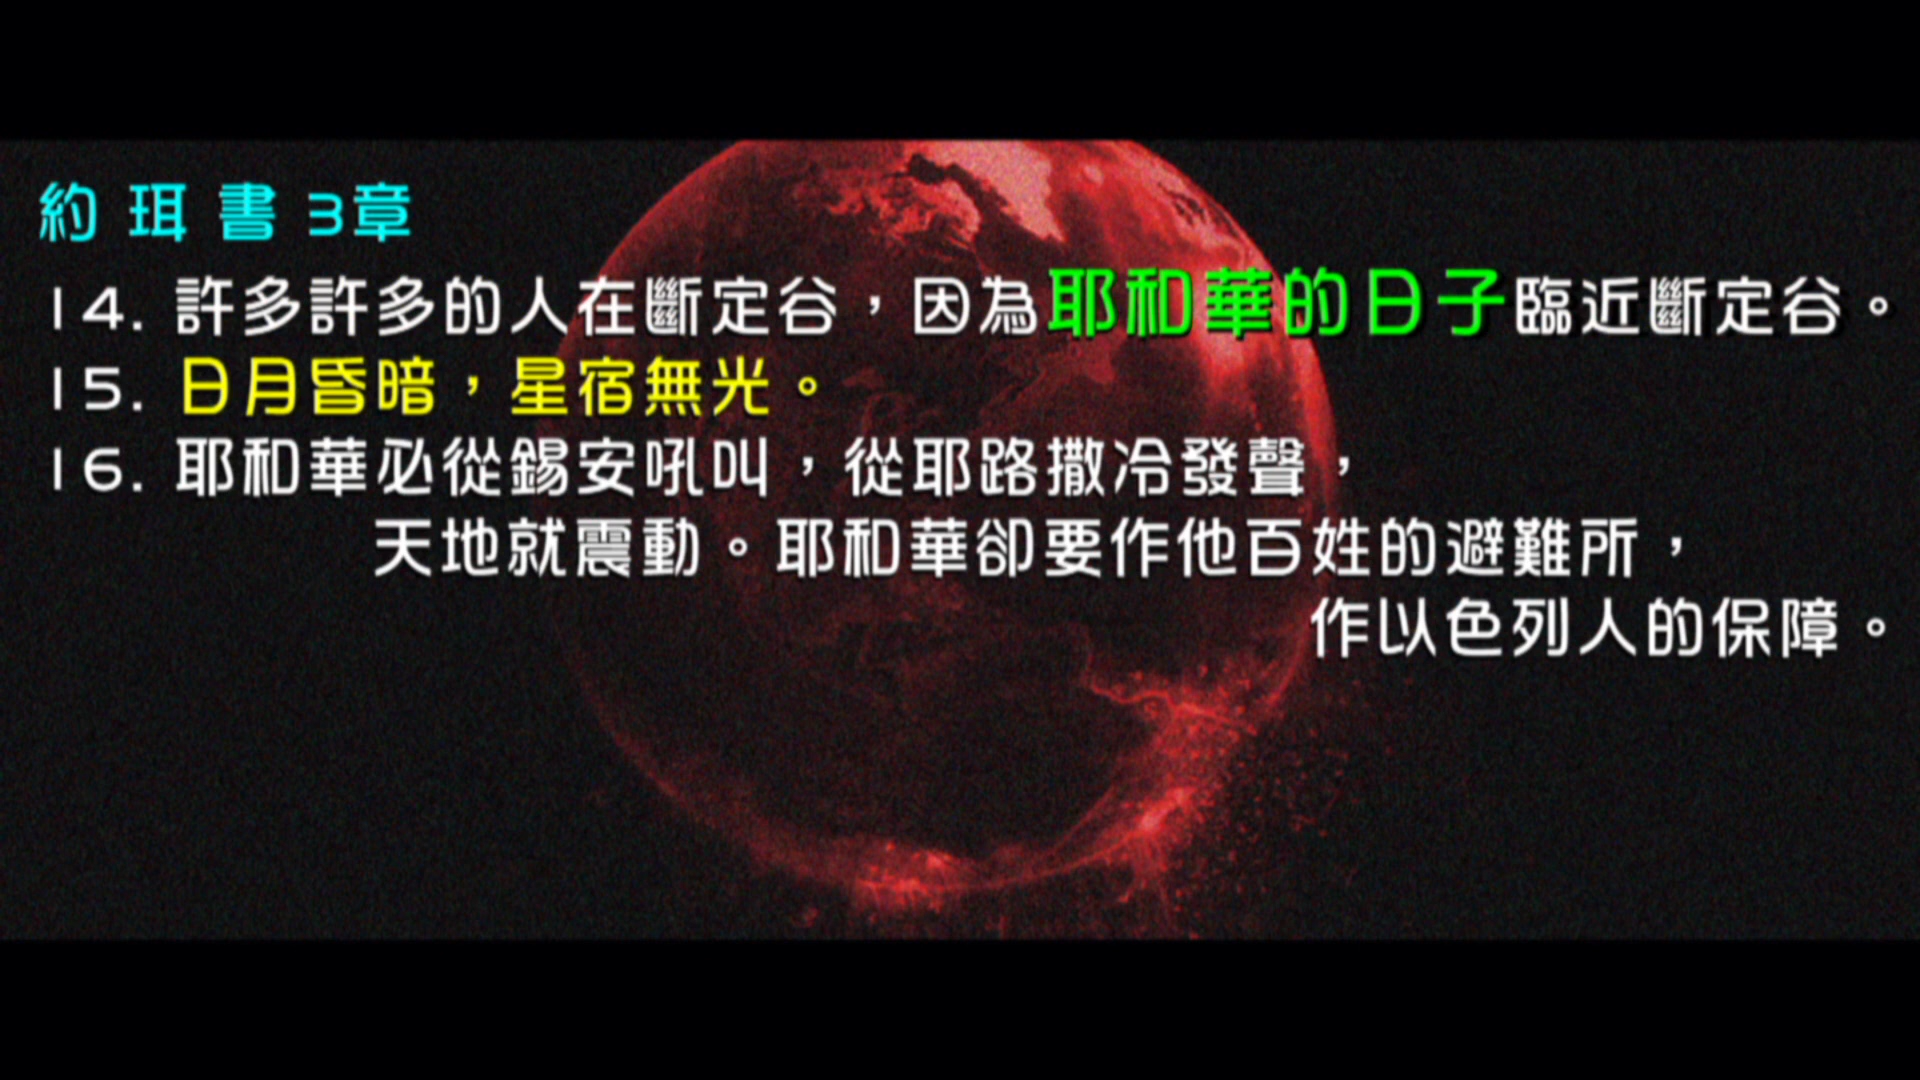 約珥書3章
14. 許多許多的人在斷定谷，因為耶和華的日子臨近斷定谷。
15. 日月昏暗，星宿無光。
16. 耶和華必從錫安吼叫，從耶路撒冷發聲，
天地就震動。耶和華卻要作他百姓的避難所，
作以色列人的保障。